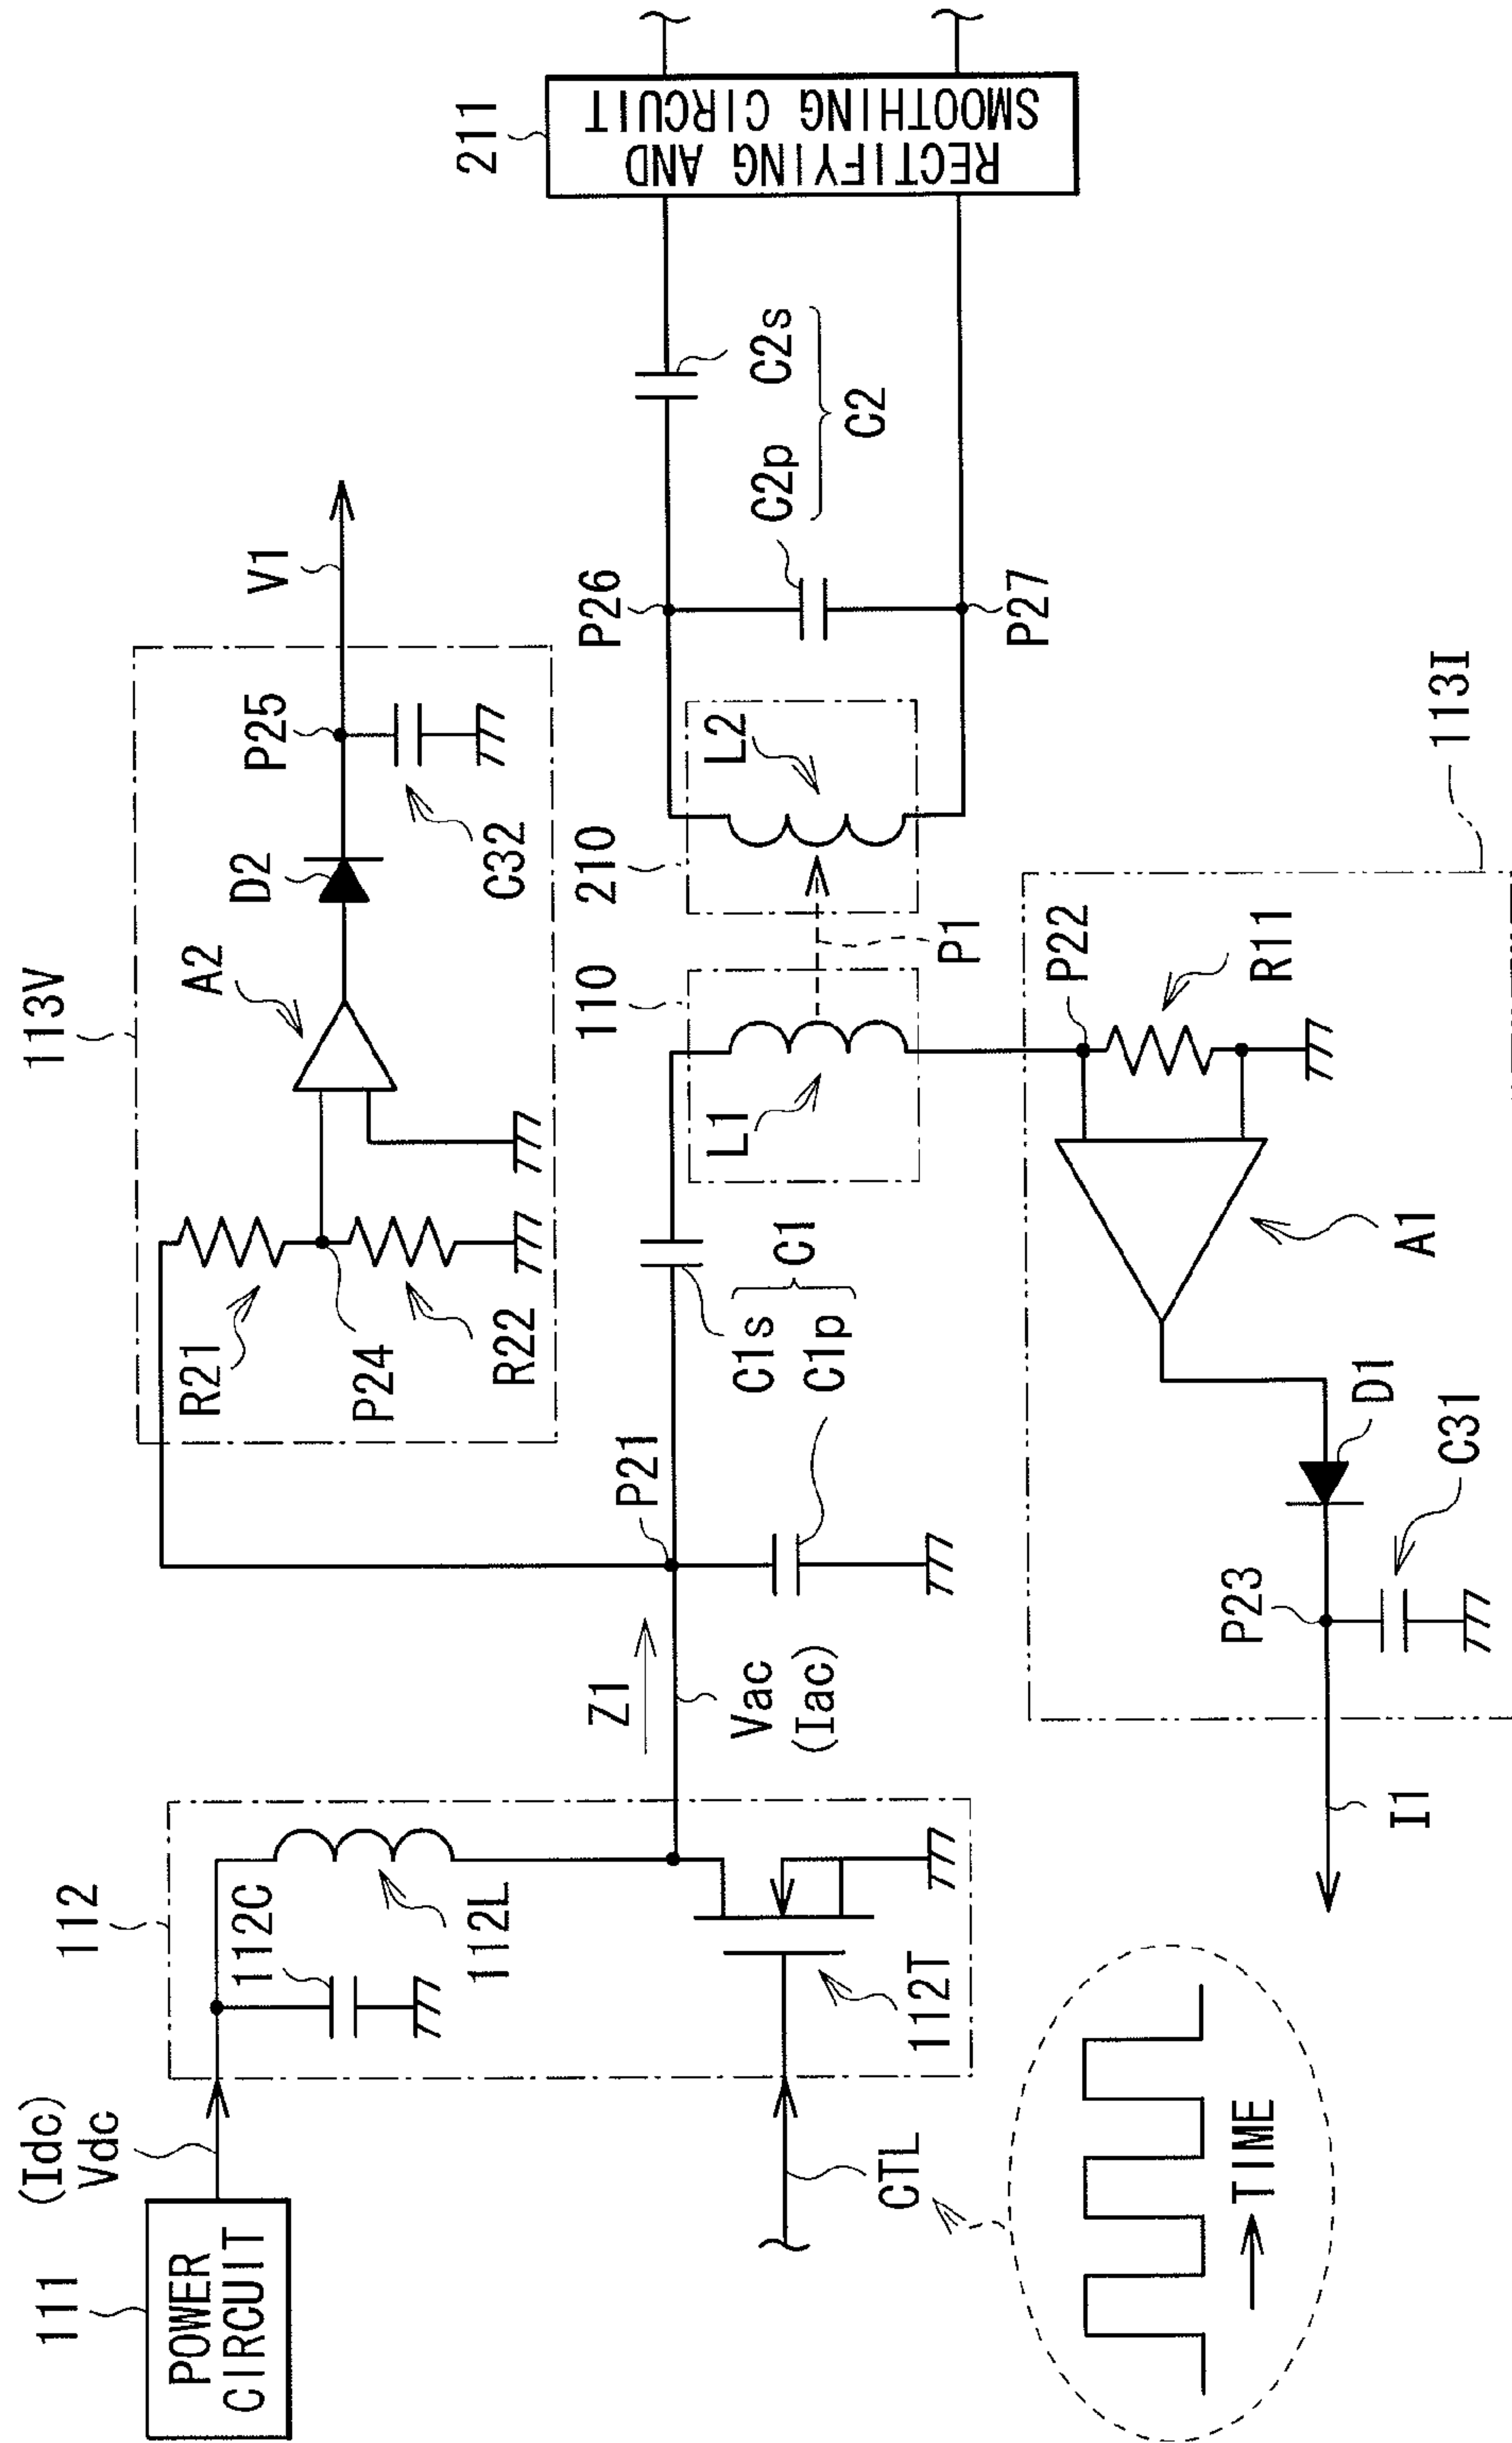 111
POWER
CIRCUIT
(Idc)
Vdc
112
112C
112L
112T
CTL
TIME
Z1
Vac
(Iac)
P21
C1s
C1p
C1
113V
R21
P24
R22
A2
D2
P25
C32
V1
110
L1
P1
210
L2
P26
P27
C2p
C2s
C2
211
RECTIFYING AND
SMOOTHING CIRCUIT
113I
P22
R11
A1
D1
C31
P23
I1